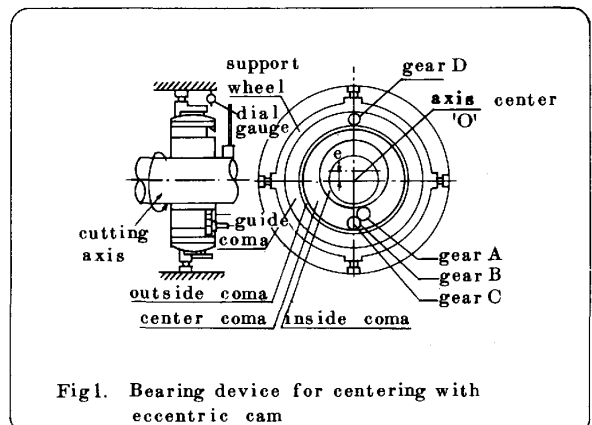 support
wheel
gear D
dial
gauge
axis center
'O'
e
cutting
axis
guide
coma
gear A
gear B
gear C
outside coma
center coma
inside coma
Fig1. Bearing device for centering with
eccentric cam